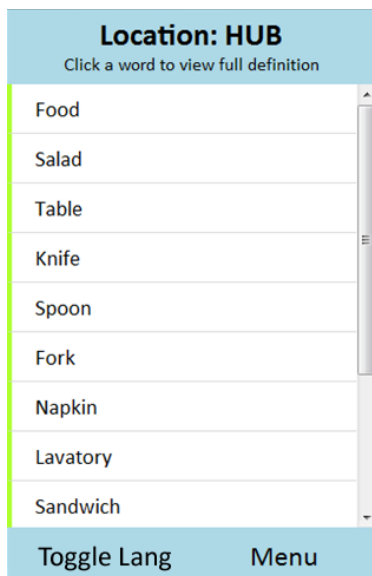 Location: HUB
Click a word to view full definition
Food
Salad
Table
Knife
Spoon
Fork
Napkin
Lavatory
Sandwich
Toggle Lang Menu